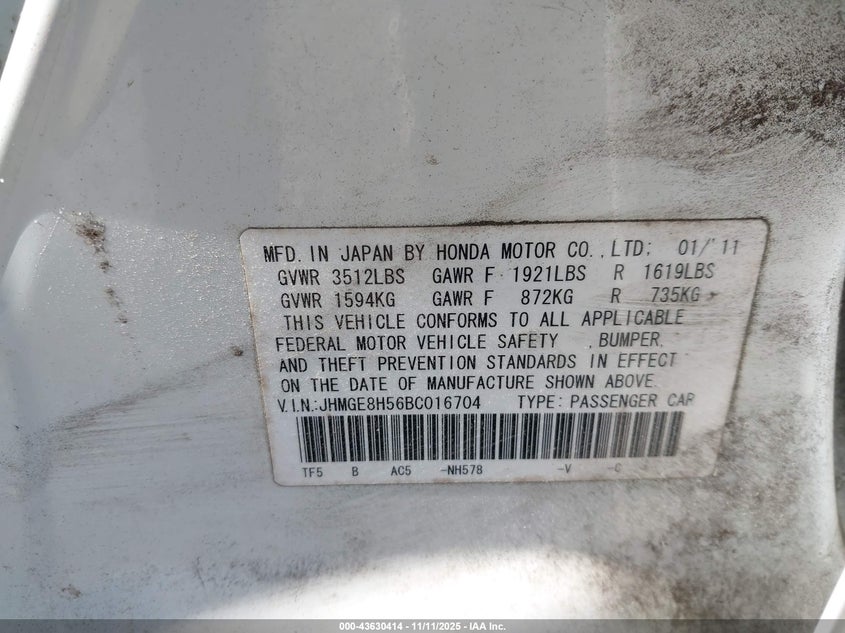 MFD. IN JAPAN BY HONDA MOTOR CO., LTD. 01/'11
GVWR 3512LBS GAWR F 1921LBS R 1619LBS
GVWR 1594KG GAWR F 872KG R 735KG
THIS VEHICLE CONFORMS TO ALL APPLICABLE
FEDERAL MOTOR VEHICLE SAFETY , BUMPER,
AND THEFT PREVENTION STANDARDS IN EFFECT
ON THE DATE OF MANUFACTURE SHOWN ABOVE.
V.I.N.:JHMGE8H56BC016704 TYPE: PASSENGER CAR
TF5 B AC5 -NH578 -V -C
000-43630414 - 11/11/2025 - IAA Inc.